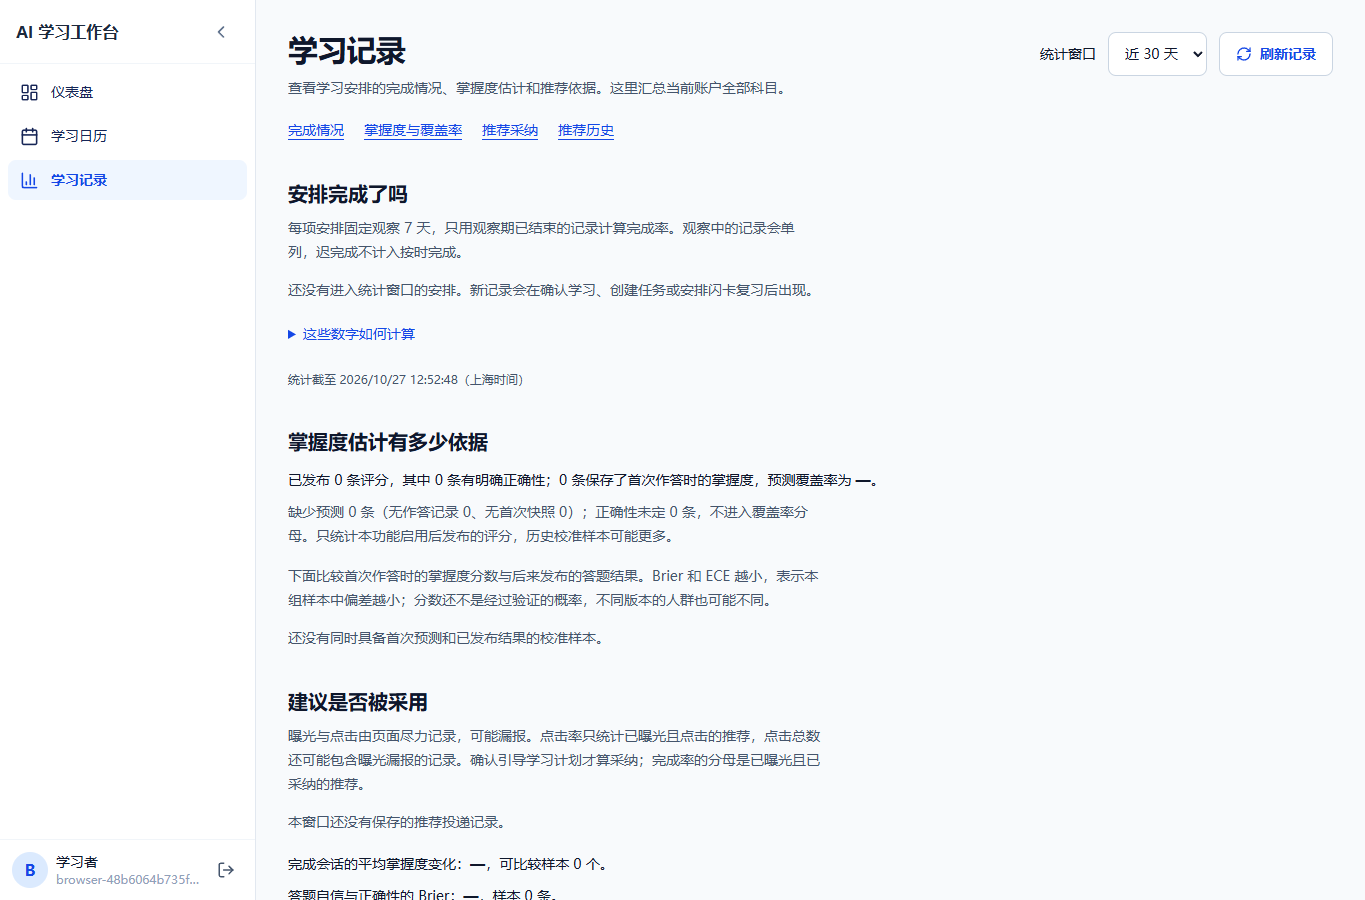 AI 学习工作台
仪表盘
学习日历
学习记录
学习者
B
browser-48b6064b735f...
学习记录
查看学习安排的完成情况、掌握度估计和推荐依据。这里汇总当前账户全部科目。
统计窗口
近 30 天
刷新记录
完成情况
掌握度与覆盖率
推荐采纳
推荐历史
安排完成了吗
每项安排固定观察 7 天，只用观察期已结束的记录计算完成率。观察中的记录会单
列，迟完成不计入按时完成。
还没有进入统计窗口的安排。新记录会在确认学习、创建任务或安排闪卡复习后出现。
这些数字如何计算
统计截至 2026/10/27 12:52:48（上海时间）
掌握度估计有多少依据
已发布 0 条评分，其中 0 条有明确正确性；0 条保存了首次作答时的掌握度，预测覆盖率为 —。
缺少预测 0 条（无作答记录 0、无首次快照 0）；正确性未定 0 条，不进入覆盖率分
母。只统计本功能启用后发布的评分，历史校准样本可能更多。
下面比较首次作答时的掌握度分数与后来发布的答题结果。Brier 和 ECE 越小，表示本
组样本中偏差越小；分数还不是经过验证的概率，不同版本的人群也可能不同。
还没有同时具备首次预测和已发布结果的校准样本。
建议是否被采用
曝光与点击由页面尽力记录，可能漏报。点击率只统计已曝光且点击的推荐，点击总数
还可能包含曝光漏报的记录。确认引导学习计划才算采纳；完成率的分母是已曝光且已
采纳的推荐。
本窗口还没有保存的推荐投递记录。
完成会话的平均掌握度变化：—，可比较样本 0 个。
答题自信与正确性的 Brier：—，样本 0 条。